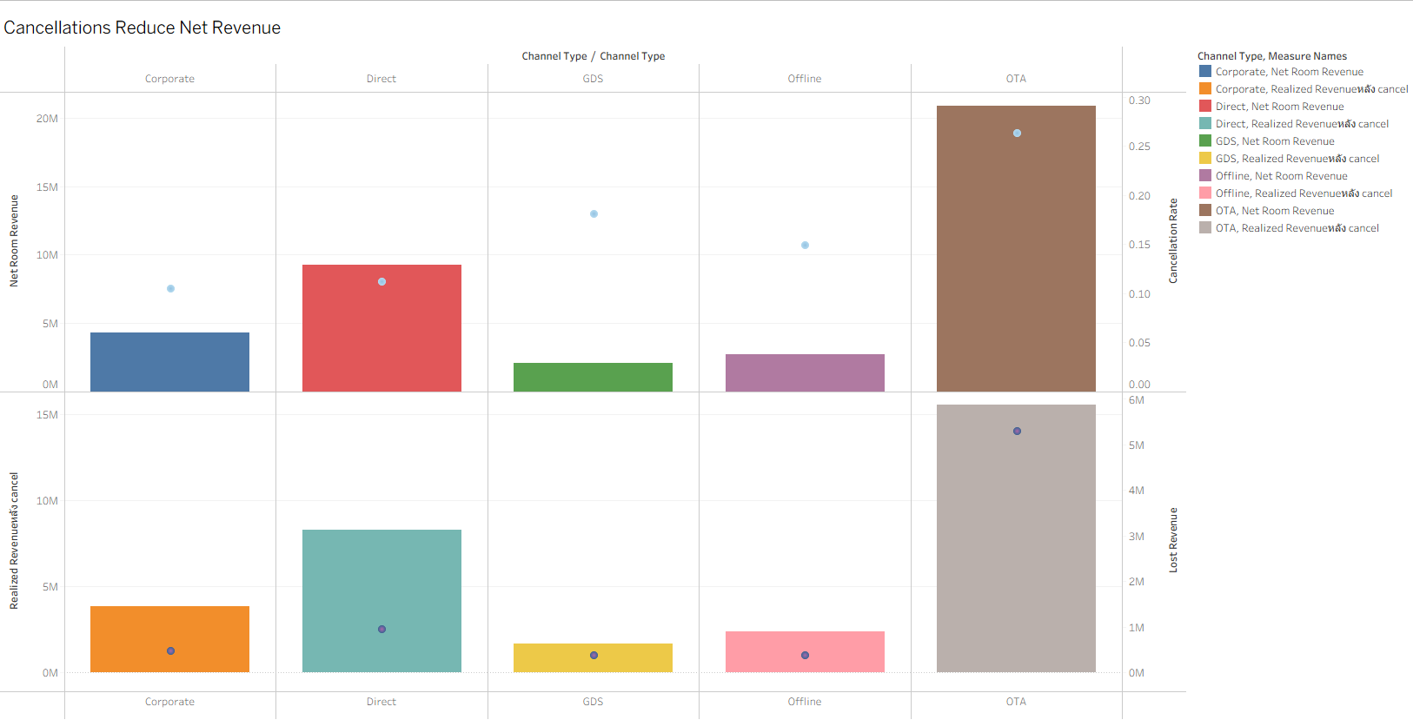 Cancellations Reduce Net Revenue
Channel Type / Channel Type
Channel Type, Measure Names
Corporate Direct GDS Offline OTA
Corporate, Net Room Revenue
Corporate, Realized Revenueหลัง cancel
Direct, Net Room Revenue
Direct, Realized Revenueหลัง cancel
GDS, Net Room Revenue
GDS, Realized Revenueหลัง cancel
Offline, Net Room Revenue
Offline, Realized Revenueหลัง cancel
OTA, Net Room Revenue
OTA, Realized Revenueหลัง cancel
Net Room Revenue
20M
15M
10M
5M
0M
0.30
0.25
0.20
0.15
0.10
0.05
0.00
Cancellation Rate
Realized Revenueหลัง cancel
15M
10M
5M
0M
6M
5M
4M
3M
2M
1M
0M
Lost Revenue
Corporate Direct GDS Offline OTA